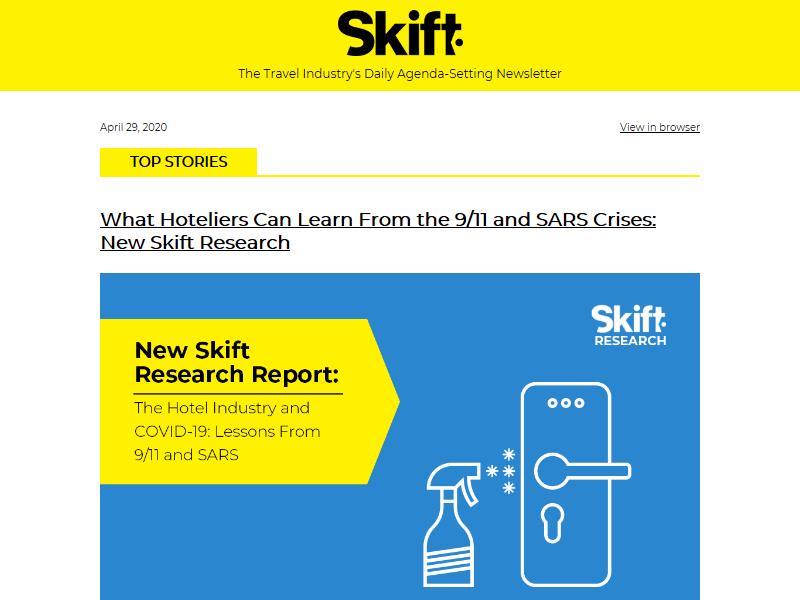 Skift
The Travel Industry's Daily Agenda-Setting Newsletter
April 29, 2020
View in browser
TOP STORIES
What Hoteliers Can Learn From the 9/11 and SARS Crises:
New Skift Research
Skift
RESEARCH
New Skift
Research Report:
The Hotel Industry and
COVID-19: Lessons From
9/11 and SARS